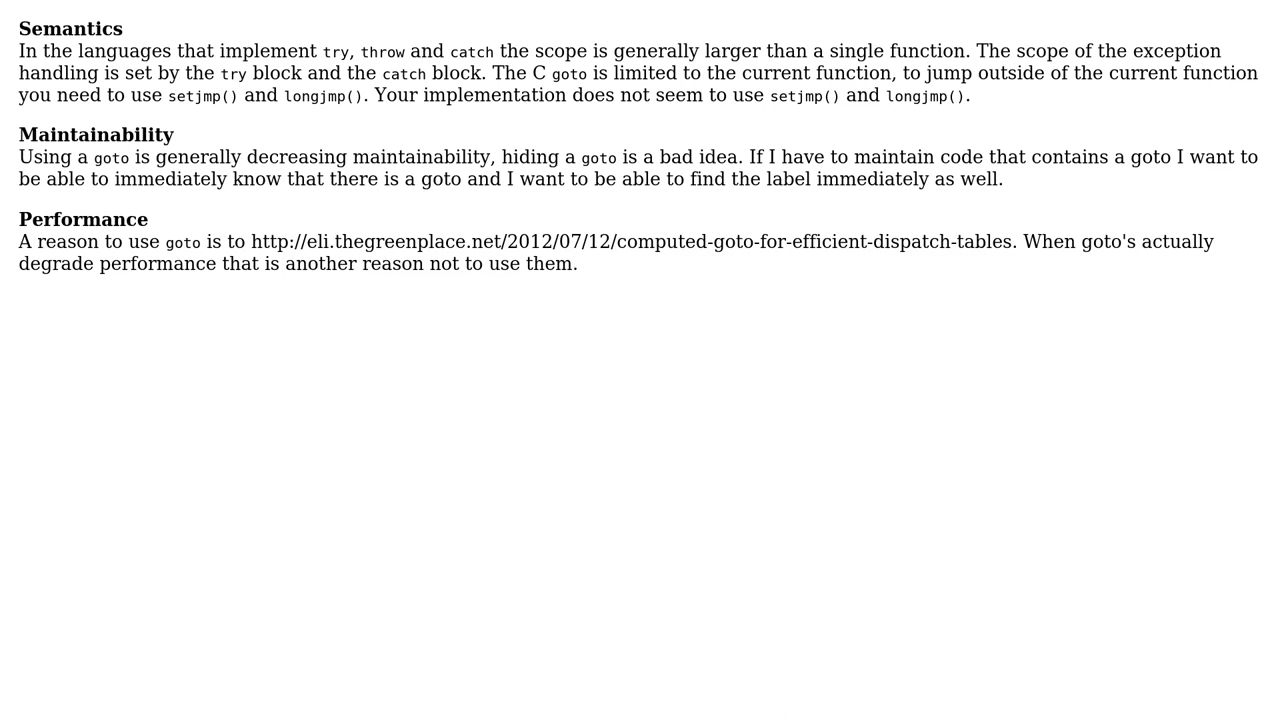 Semantics
In the languages that implement try, throw and catch the scope is generally larger than a single function. The scope of the exception
handling is set by the try block and the catch block. The C goto is limited to the current function, to jump outside of the current function
you need to use setjmp() and longjmp(). Your implementation does not seem to use setjmp() and longjmp().
Maintainability
Using a goto is generally decreasing maintainability, hiding a goto is a bad idea. If I have to maintain code that contains a goto I want to
be able to immediately know that there is a goto and I want to be able to find the label immediately as well.
Performance
A reason to use goto is to http://eli.thegreenplace.net/2012/07/12/computed-goto-for-efficient-dispatch-tables. When goto's actually
degrade performance that is another reason not to use them.